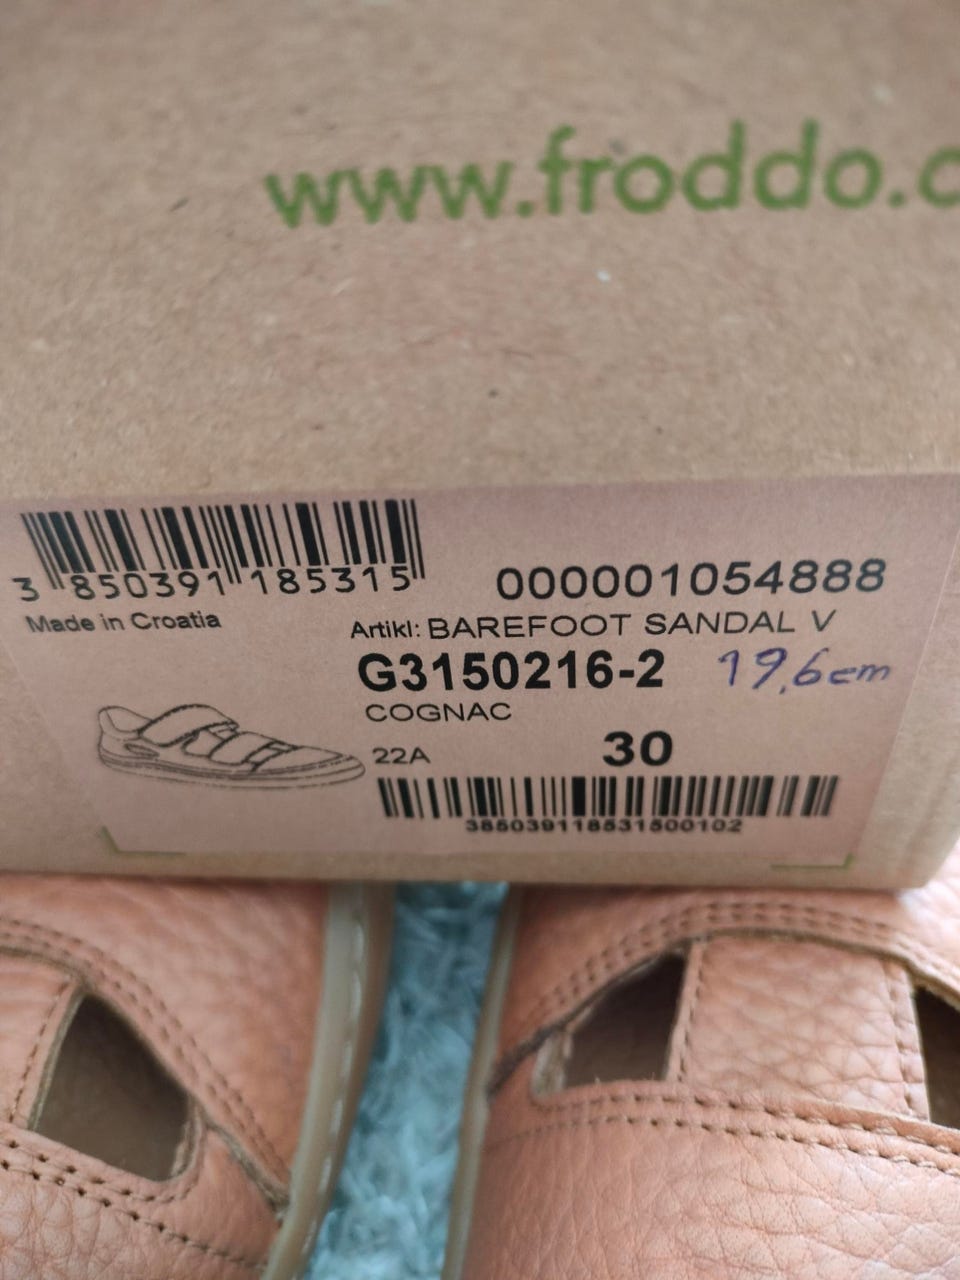 www.froddo.c
3 850391 185315
000001054888
Made in Croatia
Artikl: BAREFOOT SANDAL V
G3150216-2 19,6cm
COGNAC
22A 30
385039118531500102